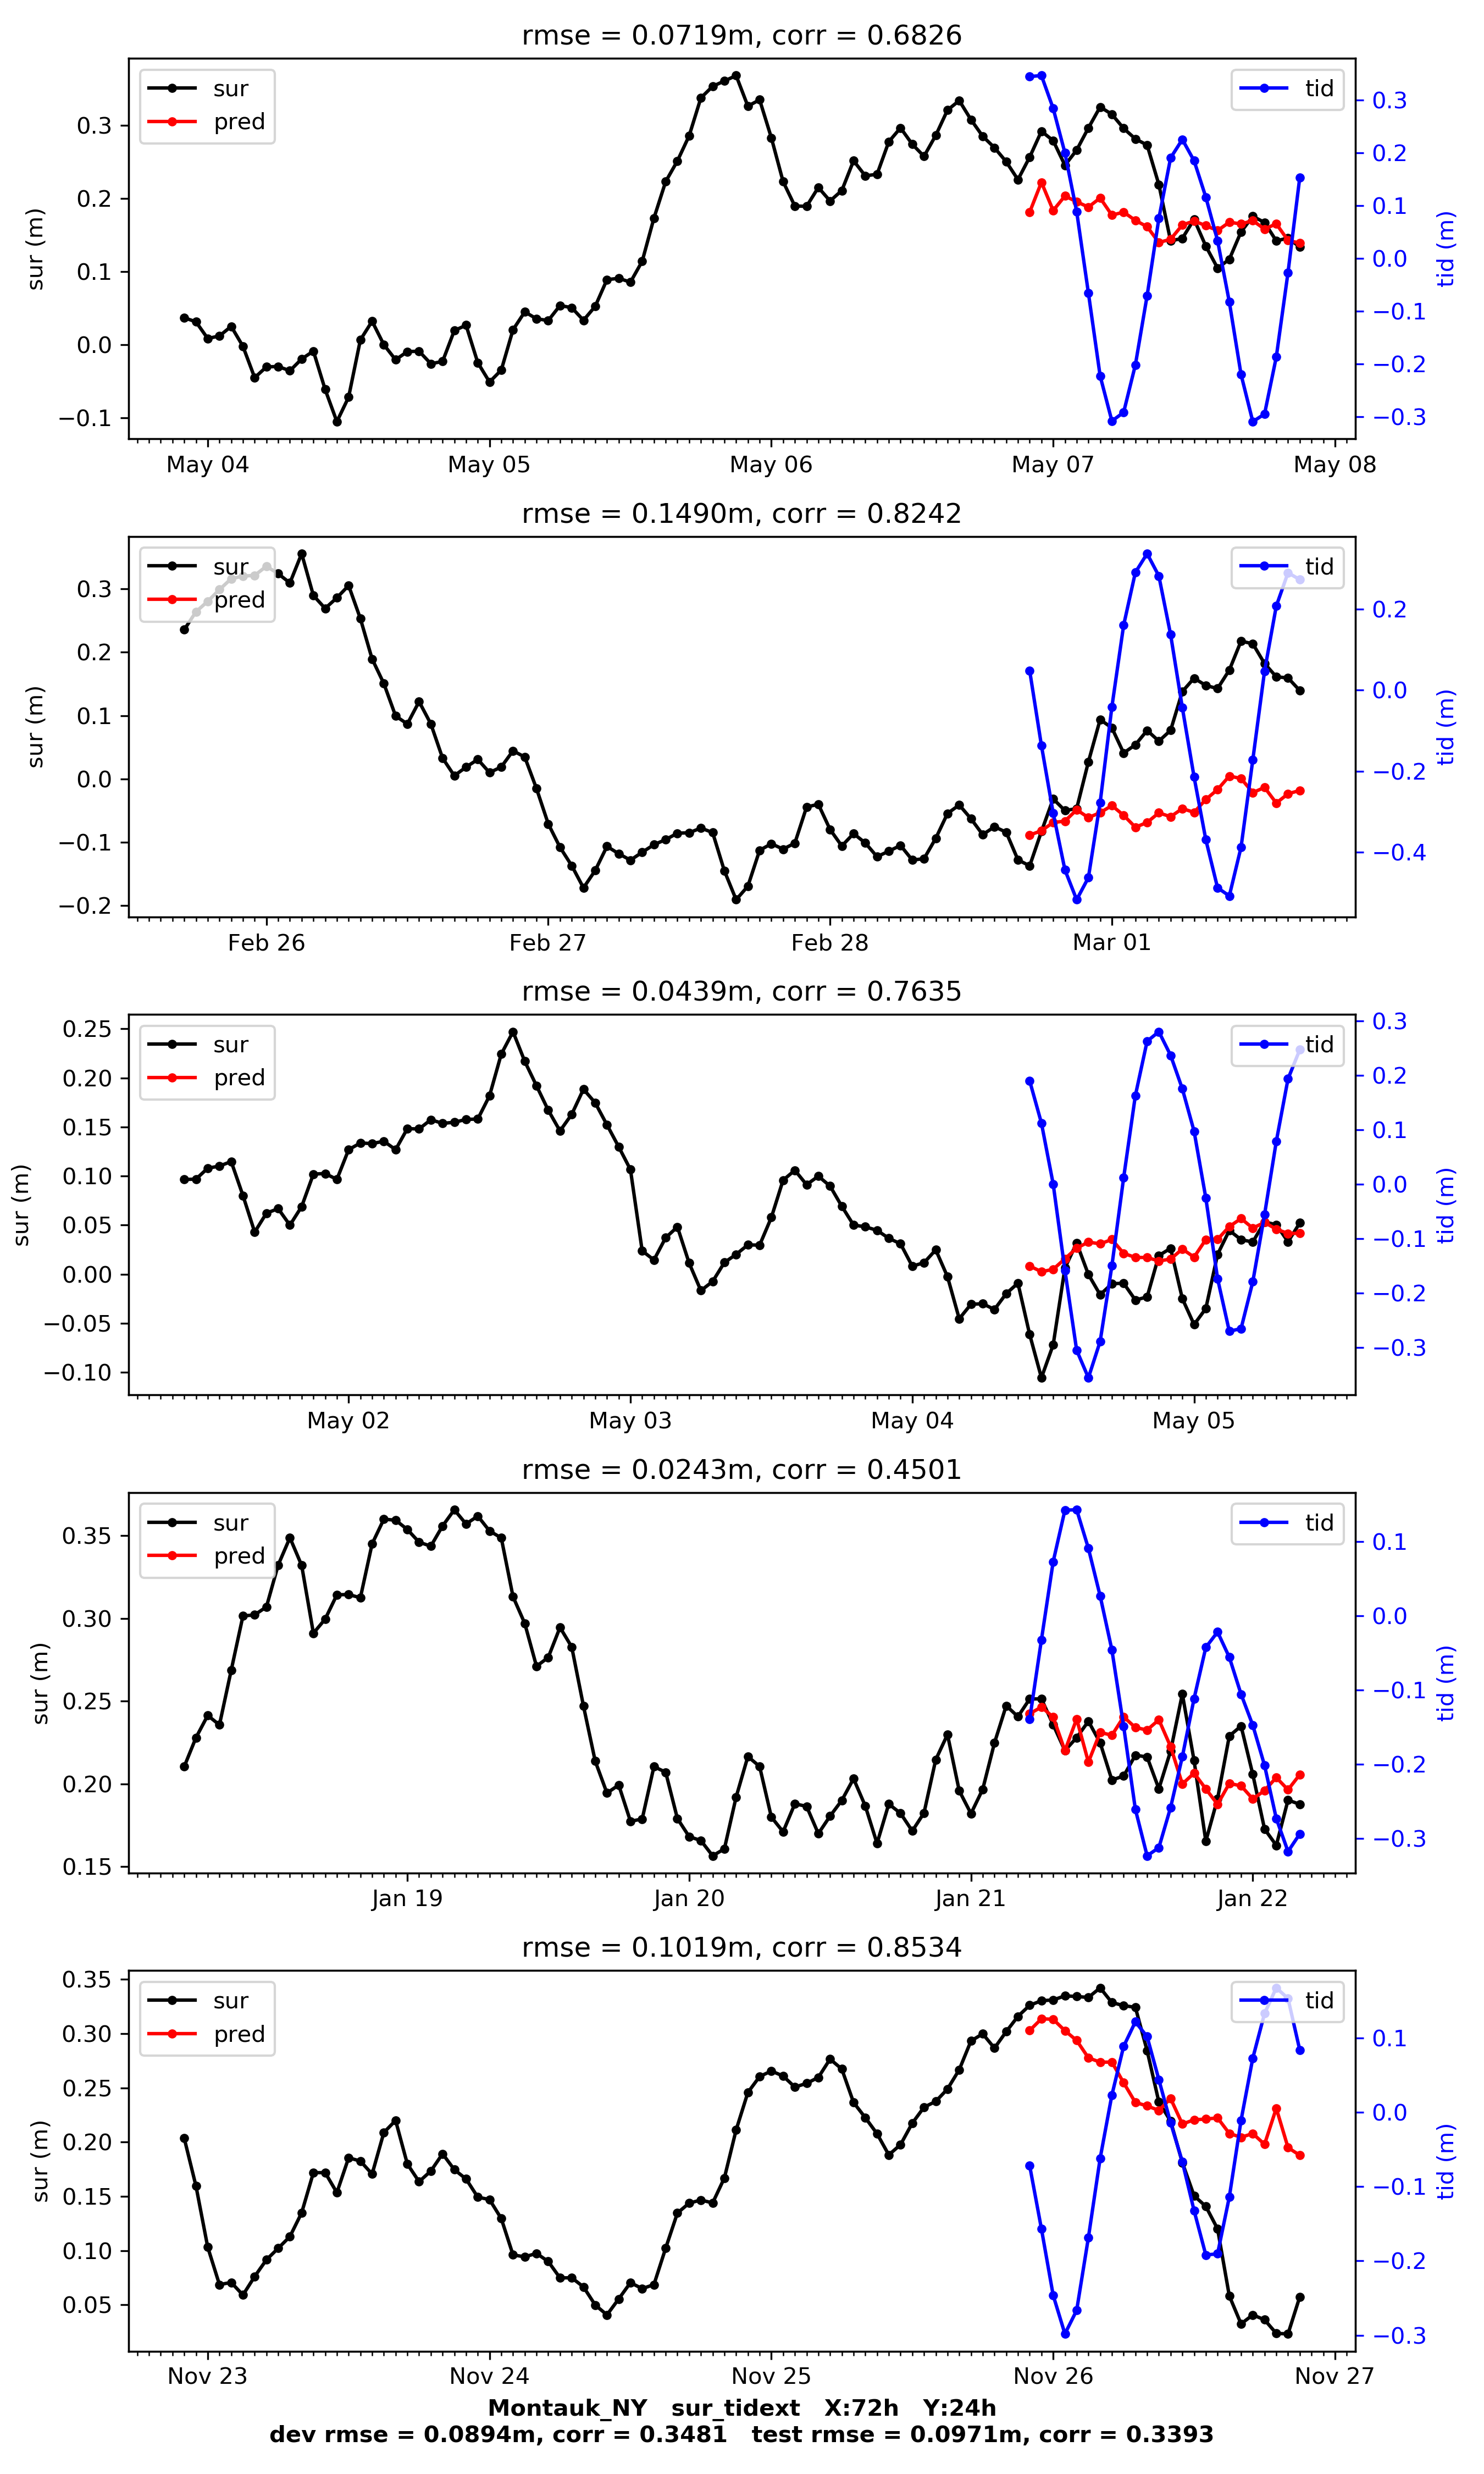 rmse = 0.0719m, corr = 0.6826
sur
pred
tid
0.3
0.2
0.1
0.0
−0.1
sur (m)
0.3
0.2
0.1
0.0
−0.1
−0.2
−0.3
tid (m)
May 04 May 05 May 06 May 07 May 08
rmse = 0.1490m, corr = 0.8242
sur
pred
tid
0.3
0.2
0.1
0.0
−0.1
−0.2
sur (m)
0.2
0.0
−0.2
−0.4
tid (m)
Feb 26 Feb 27 Feb 28 Mar 01
rmse = 0.0439m, corr = 0.7635
sur
pred
tid
0.25
0.20
0.15
0.10
0.05
0.00
−0.05
−0.10
sur (m)
0.3
0.2
0.1
0.0
−0.1
−0.2
−0.3
tid (m)
May 02 May 03 May 04 May 05
rmse = 0.0243m, corr = 0.4501
sur
pred
tid
0.35
0.30
0.25
0.20
0.15
sur (m)
0.1
0.0
−0.1
−0.2
−0.3
tid (m)
Jan 19 Jan 20 Jan 21 Jan 22
rmse = 0.1019m, corr = 0.8534
sur
pred
tid
0.35
0.30
0.25
0.20
0.15
0.10
0.05
sur (m)
0.1
0.0
−0.1
−0.2
−0.3
tid (m)
Nov 23 Nov 24 Nov 25 Nov 26 Nov 27
Montauk_NY sur_tidext X:72h Y:24h
dev rmse = 0.0894m, corr = 0.3481 test rmse = 0.0971m, corr = 0.3393